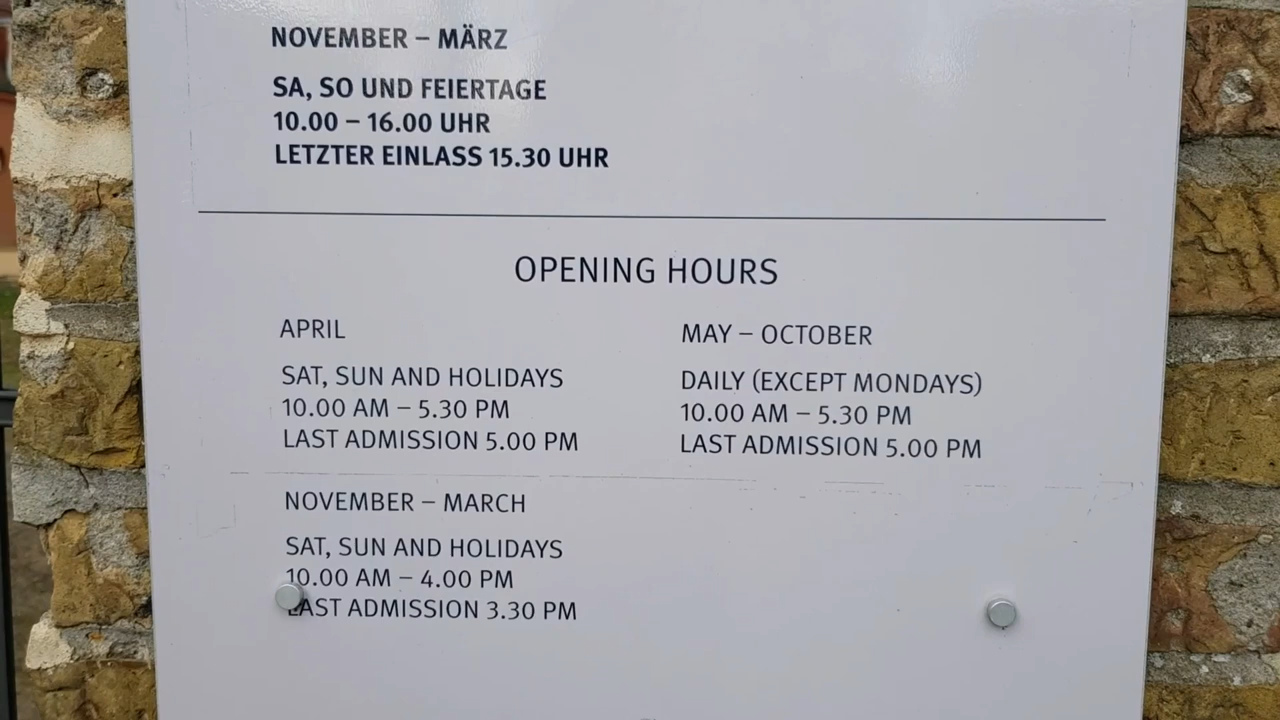 NOVEMBER – MÄRZ
SA, SO UND FEIERTAGE
10.00 – 16.00 UHR
LETZTER EINLASS 15.30 UHR
OPENING HOURS
APRIL
SAT, SUN AND HOLIDAYS
10.00 AM – 5.30 PM
LAST ADMISSION 5.00 PM
MAY – OCTOBER
DAILY (EXCEPT MONDAYS)
10.00 AM – 5.30 PM
LAST ADMISSION 5.00 PM
NOVEMBER – MARCH
SAT, SUN AND HOLIDAYS
10.00 AM – 4.00 PM
LAST ADMISSION 3.30 PM